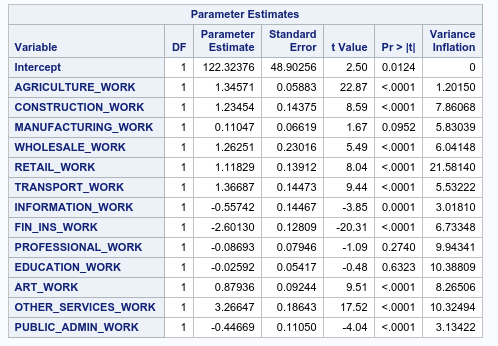 Parameter Estimates
Variable DF Parameter Estimate Standard Error t Value Pr > |t| Variance Inflation
Intercept 1 122.32376 48.90256 2.50 0.0124 0
AGRICULTURE_WORK 1 1.34571 0.05883 22.87 <.0001 1.20150
CONSTRUCTION_WORK 1 1.23454 0.14375 8.59 <.0001 7.86068
MANUFACTURING_WORK 1 0.11047 0.06619 1.67 0.0952 5.83039
WHOLESALE_WORK 1 1.26251 0.23016 5.49 <.0001 6.04148
RETAIL_WORK 1 1.11829 0.13912 8.04 <.0001 21.58140
TRANSPORT_WORK 1 1.36687 0.14473 9.44 <.0001 5.53222
INFORMATION_WORK 1 -0.55742 0.14467 -3.85 0.0001 3.01810
FIN_INS_WORK 1 -2.60130 0.12809 -20.31 <.0001 6.73348
PROFESSIONAL_WORK 1 -0.08693 0.07946 -1.09 0.2740 9.94341
EDUCATION_WORK 1 -0.02592 0.05417 -0.48 0.6323 10.38809
ART_WORK 1 0.87936 0.09244 9.51 <.0001 8.26506
OTHER_SERVICES_WORK 1 3.26647 0.18643 17.52 <.0001 10.32494
PUBLIC_ADMIN_WORK 1 -0.44669 0.11050 -4.04 <.0001 3.13422